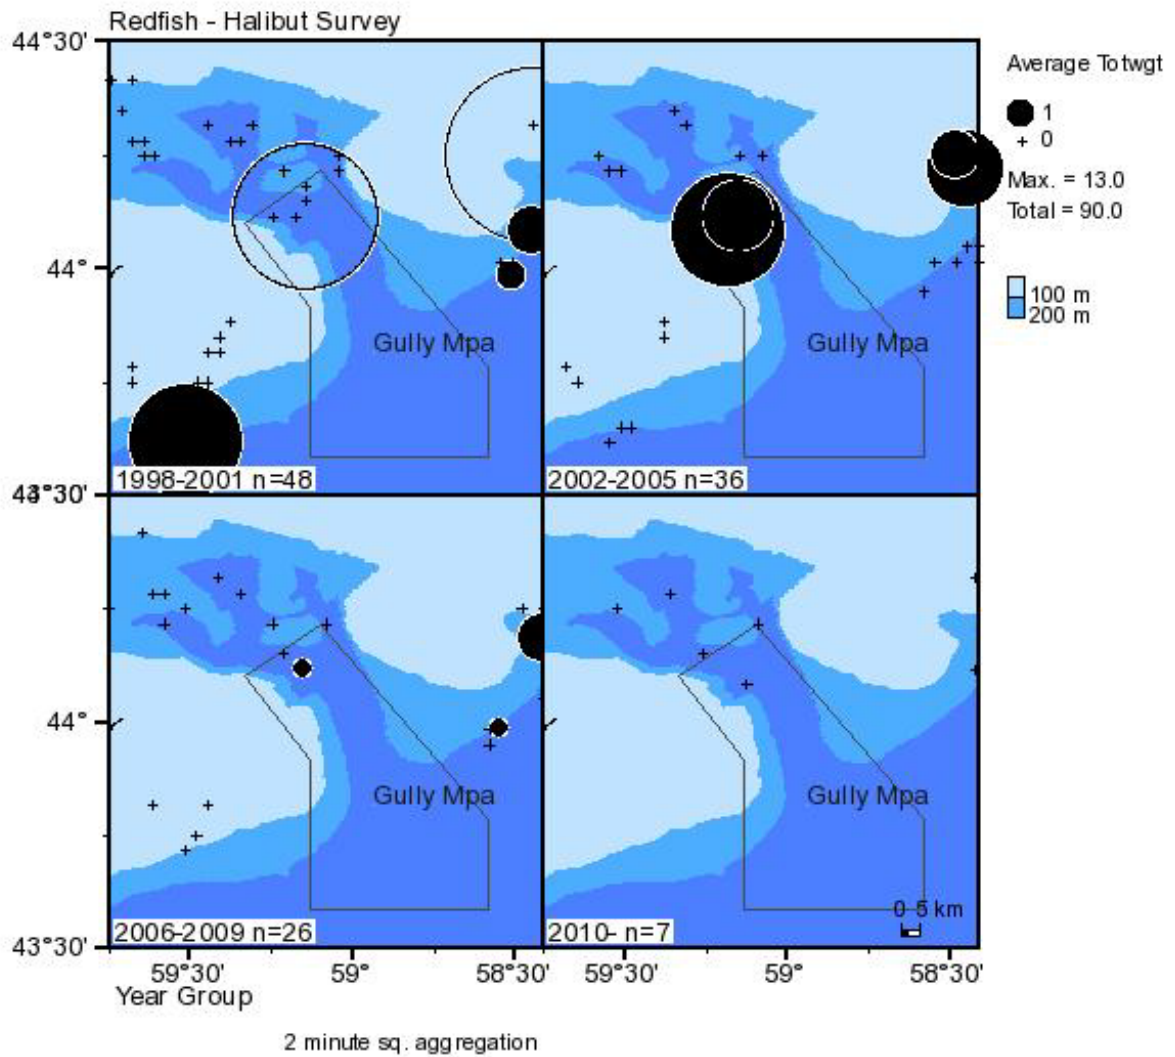 Redfish - Halibut Survey
44°30'
Average Totwgt
1
0
Max. = 13.0
Total = 90.0
44°
100 m
200 m
Gully Mpa
Gully Mpa
1998-2001 n=48
2002-2005 n=36
43°30'
44°
Gully Mpa
Gully Mpa
0 5 km
2006-2009 n=26
2010- n=7
43°30'
59°30'
59°
58°30'
59°30'
59°
58°30'
Year Group
2 minute sq. aggregation